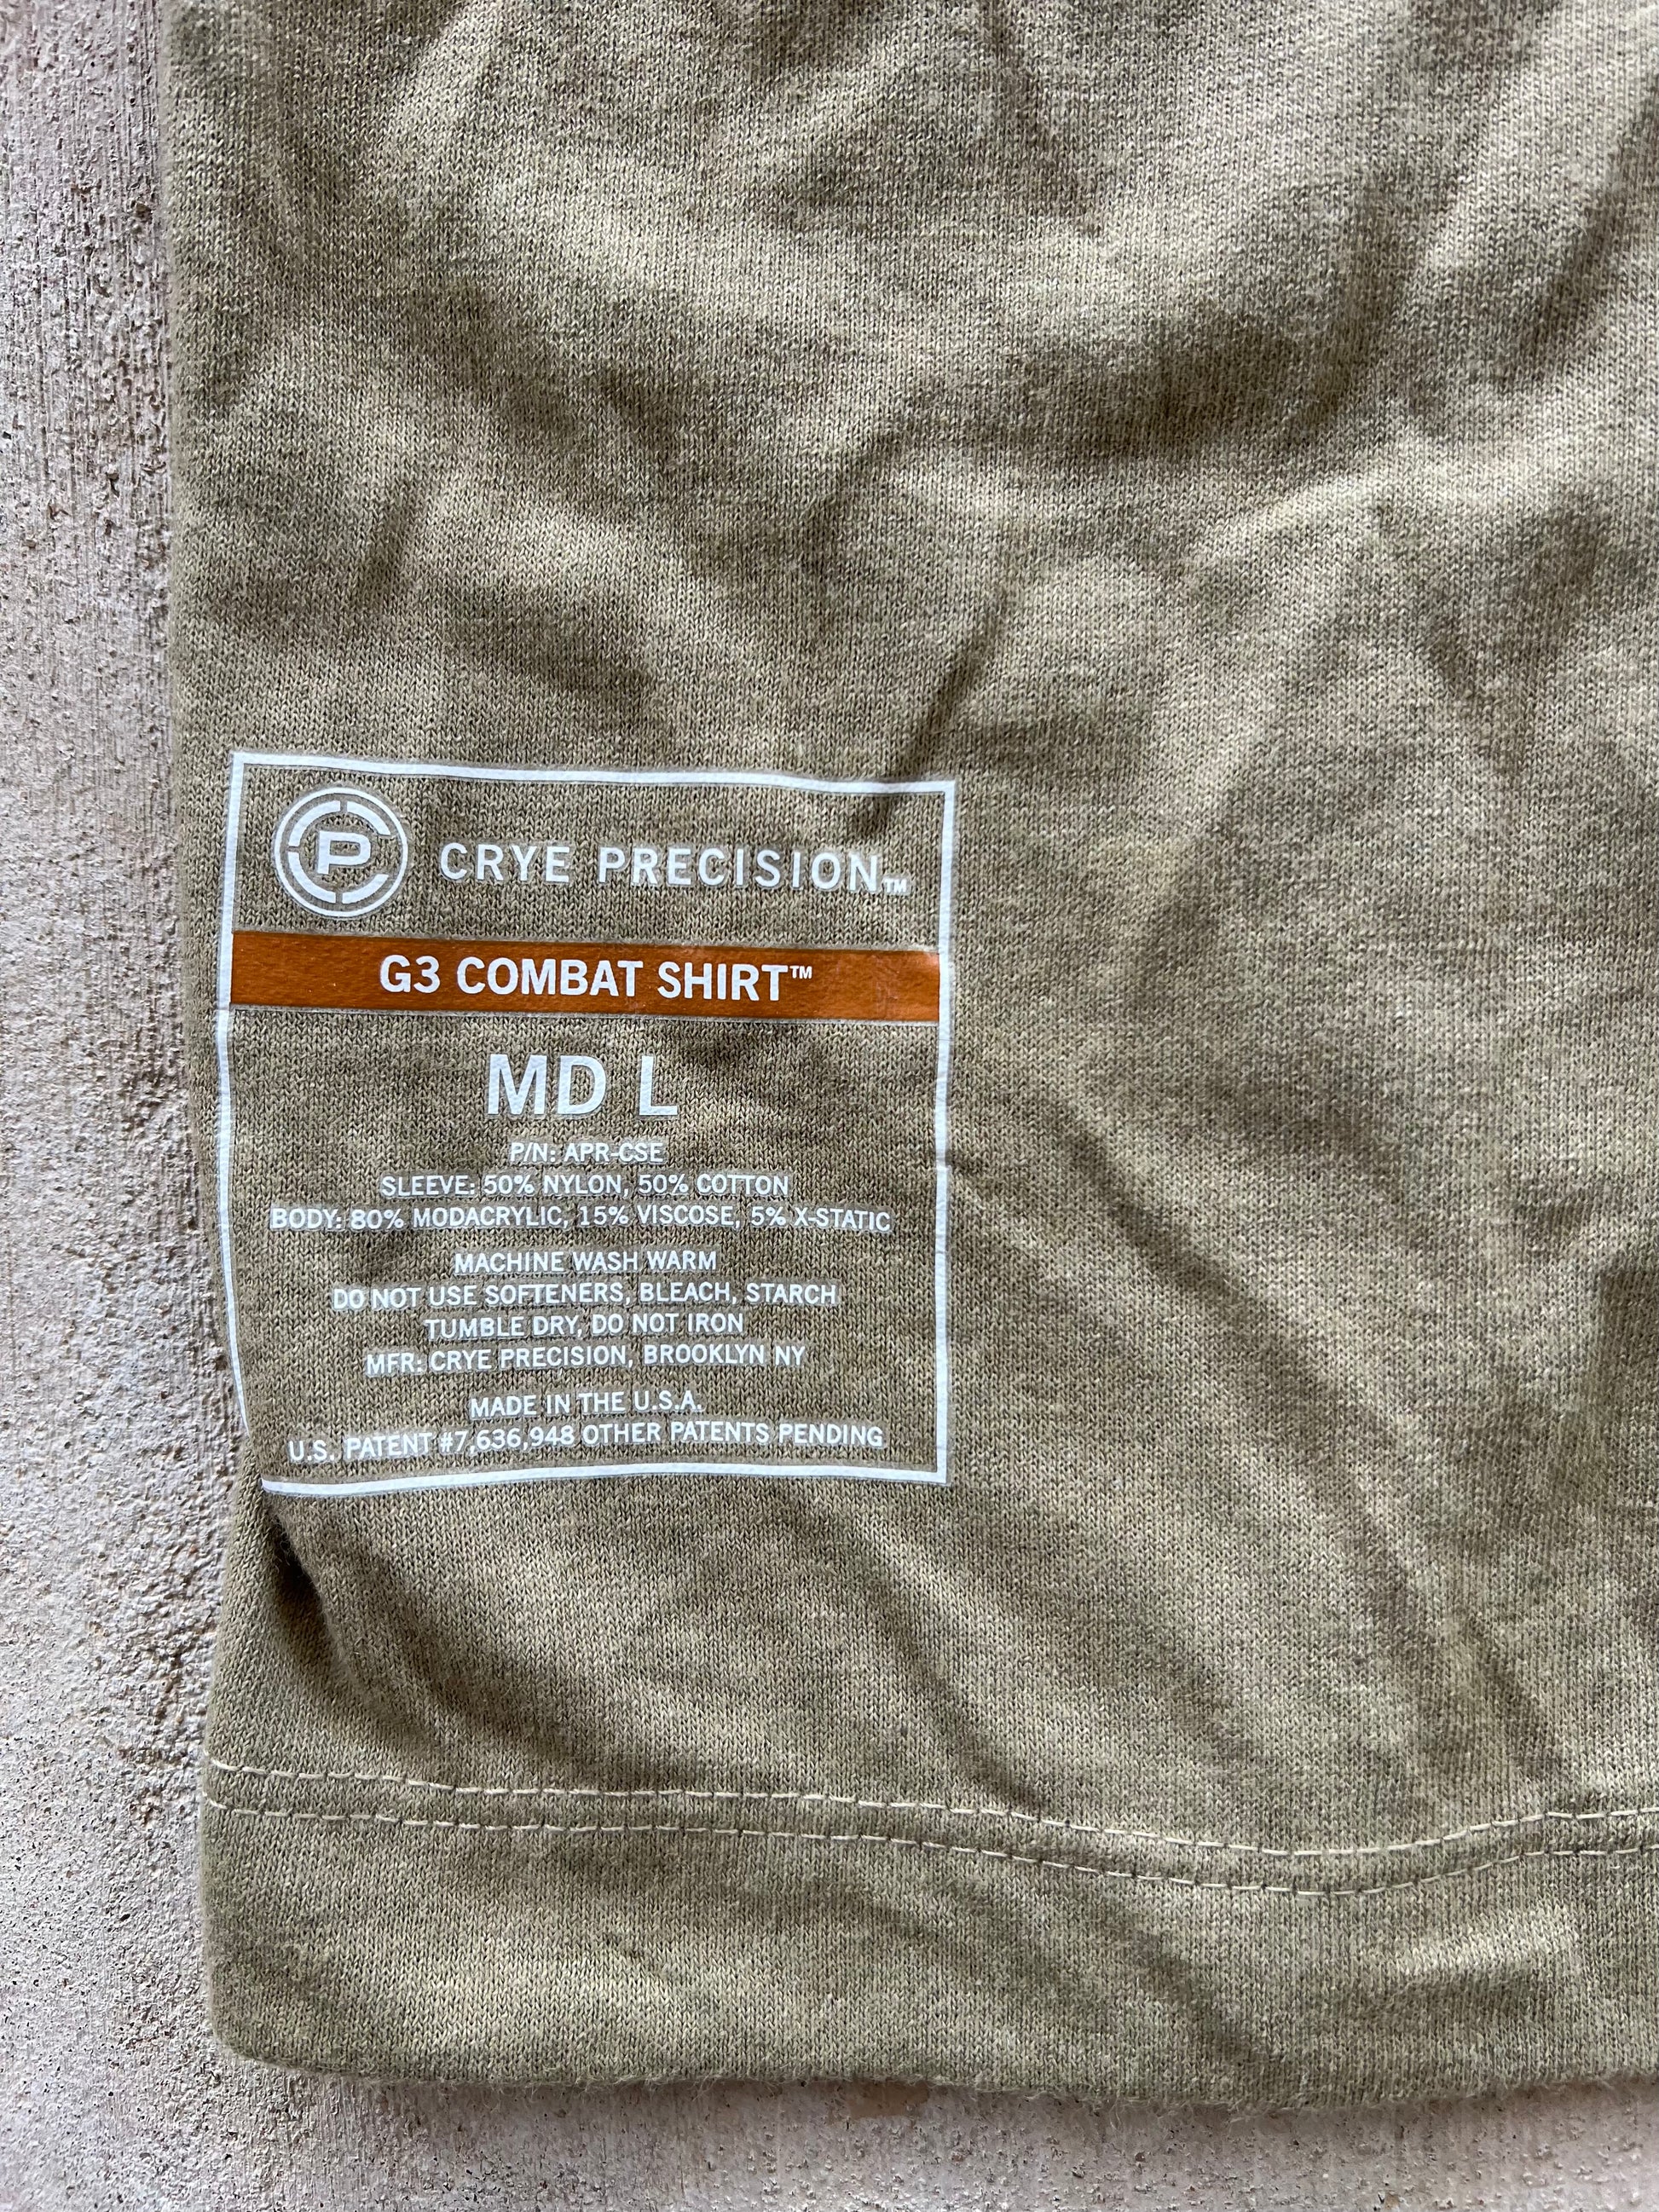 CP CRYE PRECISION™
G3 COMBAT SHIRT™
MD L
P/N: APR-CSE
SLEEVE: 50% NYLON, 50% COTTON
BODY: 80% MODACRYLIC, 15% VISCOSE, 5% X-STATIC
MACHINE WASH WARM
DO NOT USE SOFTENERS, BLEACH, STARCH
TUMBLE DRY, DO NOT IRON
MFR: CRYE PRECISION, BROOKLYN NY
MADE IN THE U.S.A.
U.S. PATENT #7,636,948 OTHER PATENTS PENDING